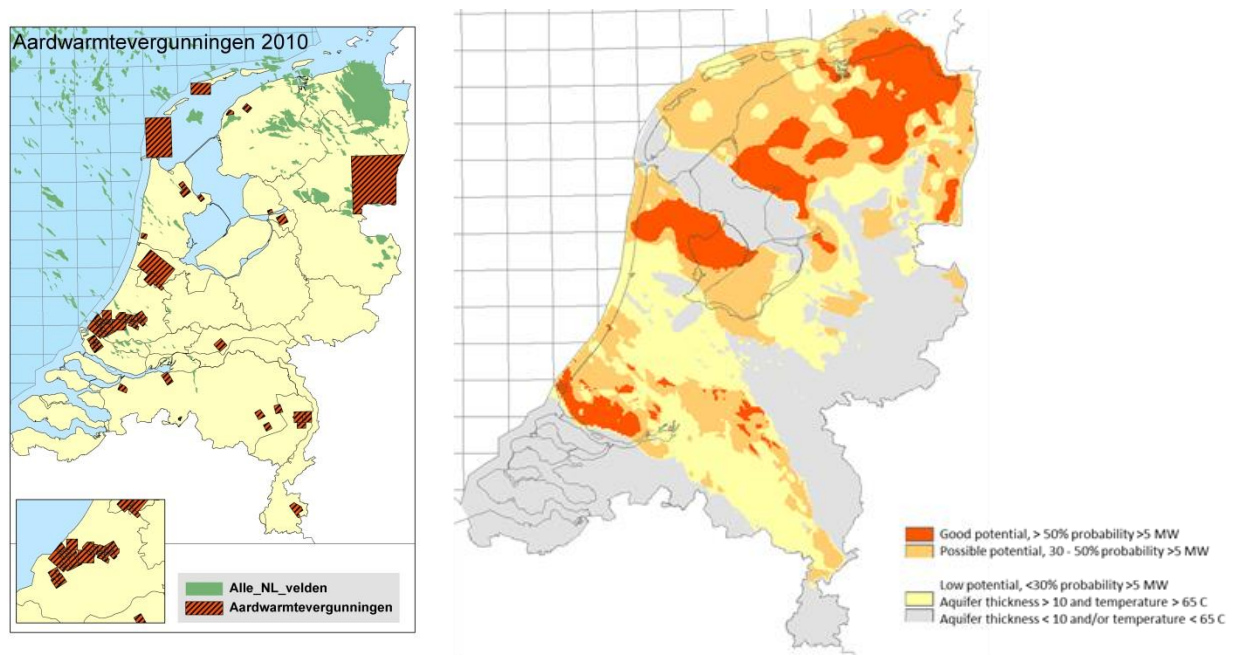 Aardwarmtevergunningen 2010
Alle_NL_velden
Aardwarmtevergunningen
Good potential, > 50% probability >5 MW
Possible potential, 30 - 50% probability >5 MW
Low potential, <30% probability >5 MW
Aquifer thickness > 10 and temperature > 65 C
Aquifer thickness < 10 and/or temperature < 65 C